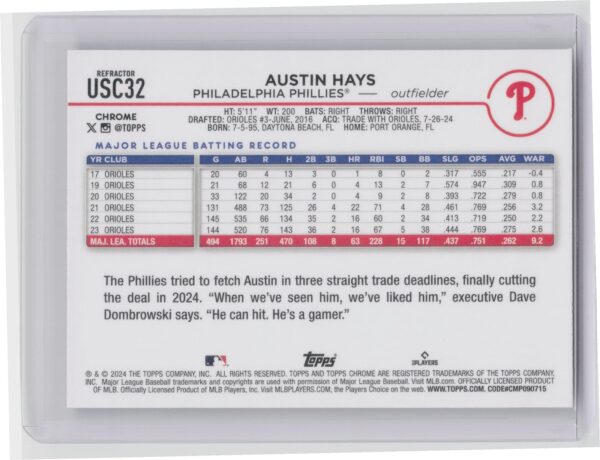 REFRACTOR
USC32
CHROME
@TOPPS
AUSTIN HAYS
PHILADELPHIA PHILLIES® — outfielder
P
HT: 5'11" WT: 200 BATS: RIGHT THROWS: RIGHT
DRAFTED: ORIOLES #3-JUNE, 2016 ACQ: TRADE WITH ORIOLES, 7-26-24
BORN: 7-5-95, DAYTONA BEACH, FL HOME: PORT ORANGE, FL
MAJOR LEAGUE BATTING RECORD
YR CLUB G AB R H 2B 3B HR RBI SB BB SLG OPS AVG WAR
17 ORIOLES 20 60 4 13 3 0 1 8 0 2 .317 .555 .217 -0.4
19 ORIOLES 21 68 12 21 6 0 4 13 2 7 .574 .947 .309 0.8
20 ORIOLES 33 122 20 34 2 0 4 9 2 8 .393 .722 .279 0.8
21 ORIOLES 131 488 73 125 26 4 22 71 4 28 .461 .769 .256 3.2
22 ORIOLES 145 535 66 134 35 2 16 60 2 34 .413 .719 .250 2.2
23 ORIOLES 144 520 76 143 36 2 16 67 5 38 .444 .769 .275 2.6
MAJ. LEA. TOTALS 494 1793 251 470 108 8 63 228 15 117 .437 .751 .262 9.2
The Phillies tried to fetch Austin in three straight trade deadlines, finally cutting
the deal in 2024. "When we've seen him, we've liked him," executive Dave
Dombrowski says. "He can hit. He's a gamer."
Topps
PLAYERS
® & © 2024 THE TOPPS COMPANY, INC. ALL RIGHTS RESERVED. TOPPS AND TOPPS CHROME ARE REGISTERED TRADEMARKS OF THE TOPPS COMPANY,
INC. Major League Baseball trademarks and copyrights are used with permission of Major League Baseball. Visit MLB.com. OFFICIALLY LICENSED PRODUCT
OF MLB. Officially Licensed Product of MLB Players, Inc. Visit MLBPLAYERS.COM, the Players Choice on the web. WWW.TOPPS.COM. CODE#CMP090715